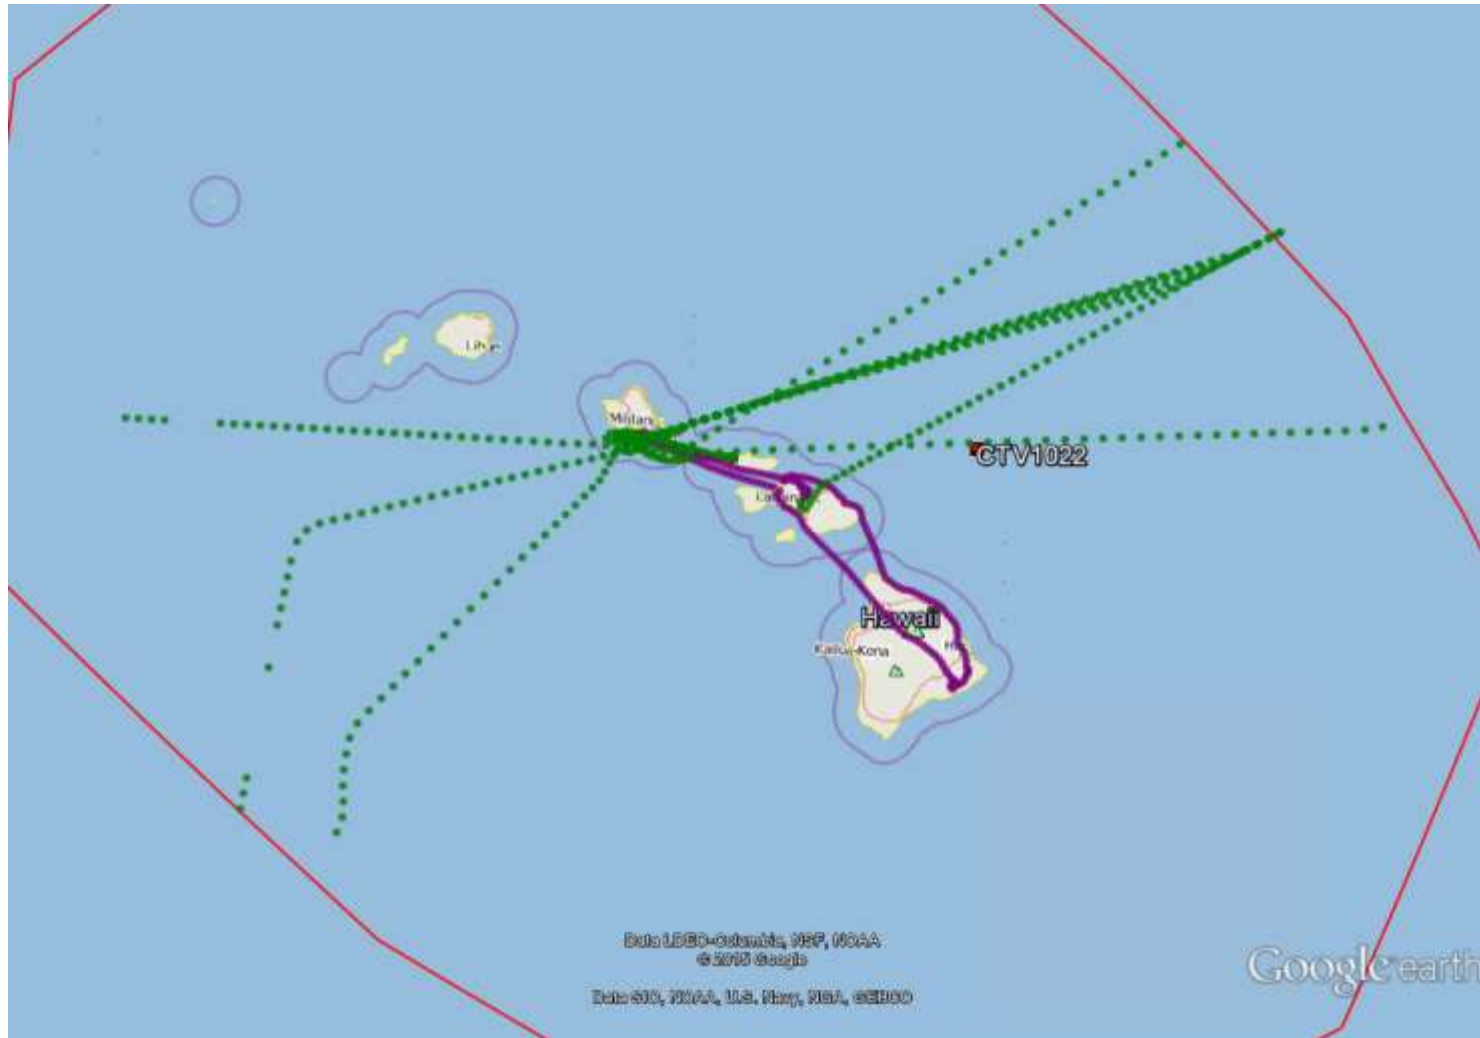 Lihue
Mililani
CTV1022
Hawaii
Kailua-Kona
Data LDEO-Columbia, NSF, NOAA
© 2015 Google
Data SIO, NOAA, U.S. Navy, NGA, GEBCO
Google earth